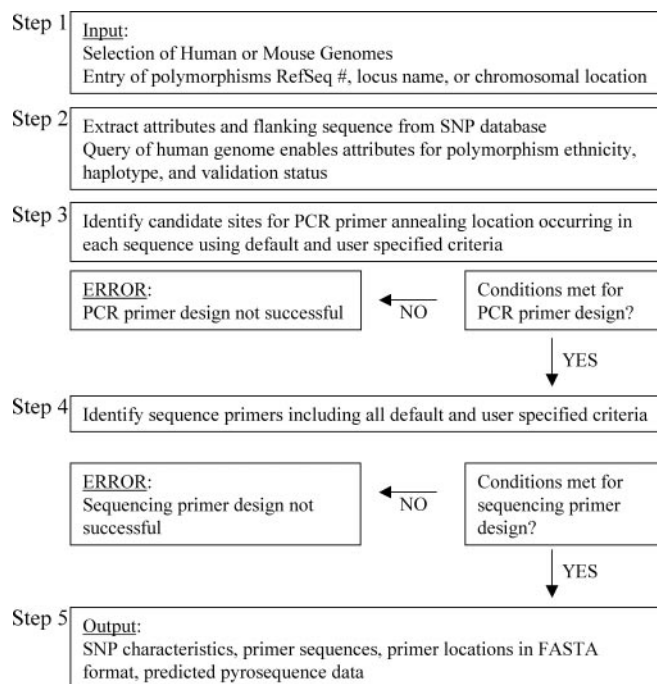 Step 1
Input:
Selection of Human or Mouse Genomes
Entry of polymorphisms RefSeq #, locus name, or chromosomal location
Step 2
Extract attributes and flanking sequence from SNP database
Query of human genome enables attributes for polymorphism ethnicity,
haplotype, and validation status
Step 3
Identify candidate sites for PCR primer annealing location occurring in
each sequence using default and user specified criteria
ERROR:
PCR primer design not successful
NO
Conditions met for
PCR primer design?
YES
Step 4
Identify sequence primers including all default and user specified criteria
ERROR:
Sequencing primer design not
successful
NO
Conditions met for
sequencing primer
design?
YES
Step 5
Output:
SNP characteristics, primer sequences, primer locations in FASTA
format, predicted pyrosequence data